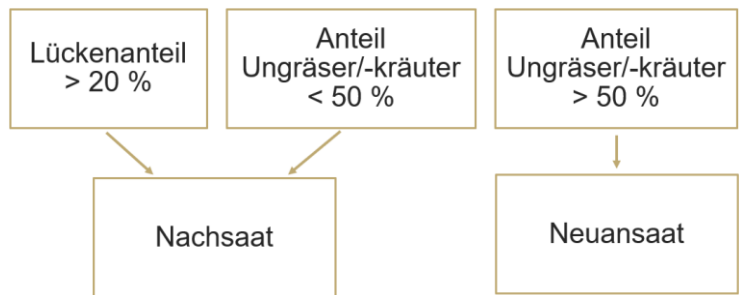 Lückenanteil
> 20 %
Anteil
Ungräser/-kräuter
< 50 %
Anteil
Ungräser/-kräuter
> 50 %
Nachsaat
Neuansaat